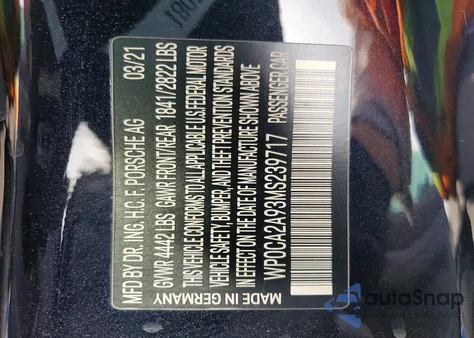 MFD BY DR. ING. H.C. F. PORSCHE AG 03/21
GVWR 4442 LBS GAWR FRONT/REAR 1841/2822 LBS
THIS VEHICLE CONFORMS TO ALL APPLICABLE US FEDERAL MOTOR
VEHICLE SAFETY, BUMPER, AND THEFT PREVENTION STANDARDS
IN EFFECT ON THE DATE OF MANUFACTURE SHOWN ABOVE
WP0CA2A93MS239717 PASSENGER CAR
MADE IN GERMANY
autoSnap